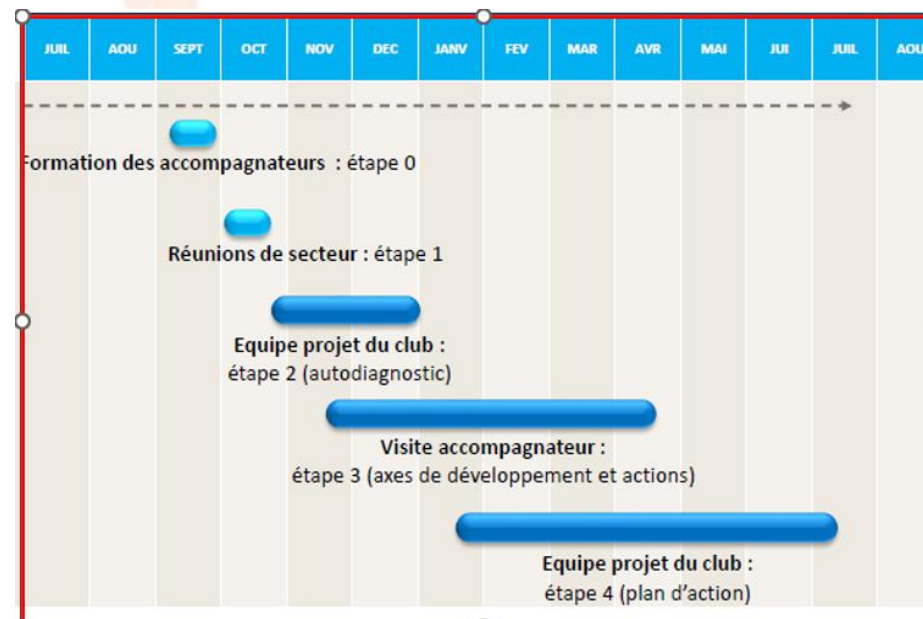 JUIL AOU SEPT OCT NOV DEC JANV FEV MAR AVR MAI JUI JUIL AOU
Formation des accompagnateurs : étape 0
Réunions de secteur : étape 1
Equipe projet du club :
étape 2 (autodiagnostic)
Visite accompagnateur :
étape 3 (axes de développement et actions)
Equipe projet du club :
étape 4 (plan d'action)